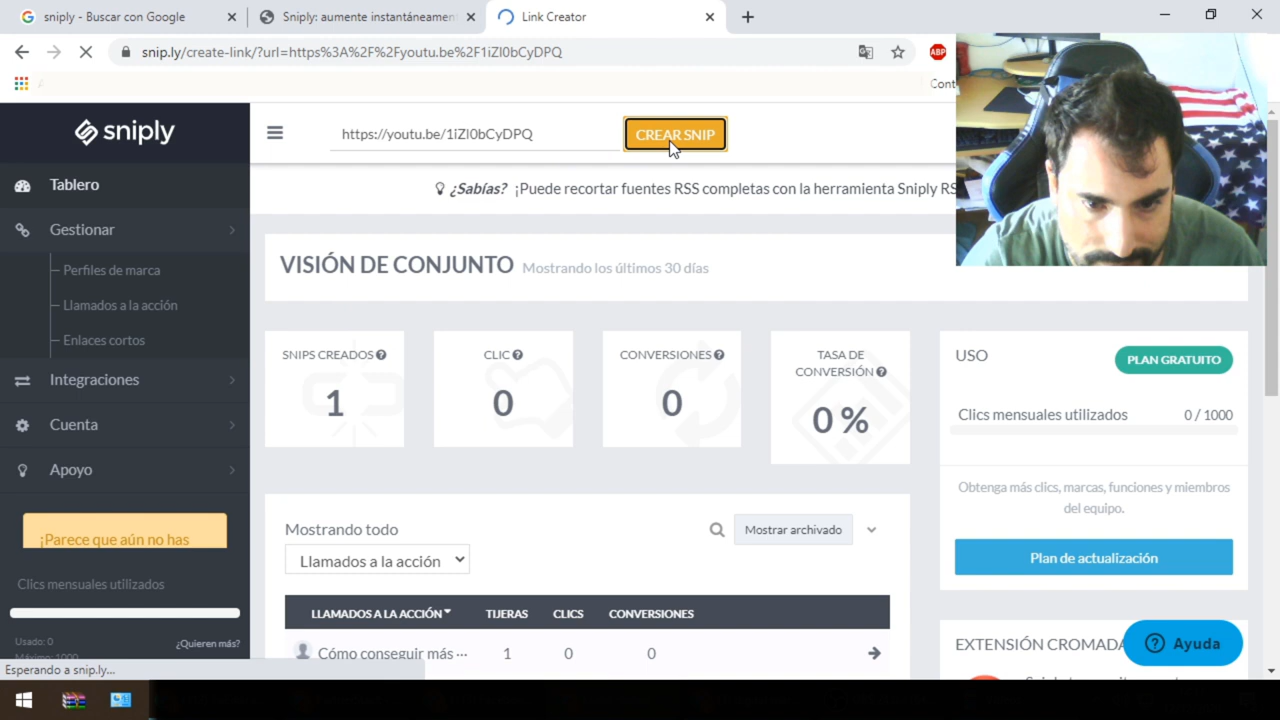 sniply - Buscar con Google
Sniply: aumente instantáneamen
Link Creator
snip.ly/create-link/?url=https%3A%2F%2Fyoutu.be%2F1iZI0bCyDPQ
ABP
Cont
sniply
https://youtu.be/1iZI0bCyDPQ
CREAR SNIP
Tablero
¿Sabías? ¡Puede recortar fuentes RSS completas con la herramienta Sniply RS
Gestionar
Perfiles de marca
Llamados a la acción
Enlaces cortos
Integraciones
Cuenta
Apoyo
¡Parece que aún no has
Clics mensuales utilizados
Usado: 0
¿Quieren más?
Máximo: 1000
Esperando a snip.ly...
VISIÓN DE CONJUNTO Mostrando los últimos 30 días
SNIPS CREADOS
1
CLIC
0
CONVERSIONES
0
TASA DE
CONVERSIÓN
0 %
USO
PLAN GRATUITO
Clics mensuales utilizados 0 / 1000
Obtenga más clics, marcas, funciones y miembros
del equipo.
Plan de actualización
Mostrando todo
Mostrar archivado
Llamados a la acción
LLAMADOS A LA ACCIÓN TIJERAS CLICS CONVERSIONES
Cómo conseguir más ··· 1 0 0
EXTENSIÓN CROMADA
Ayuda